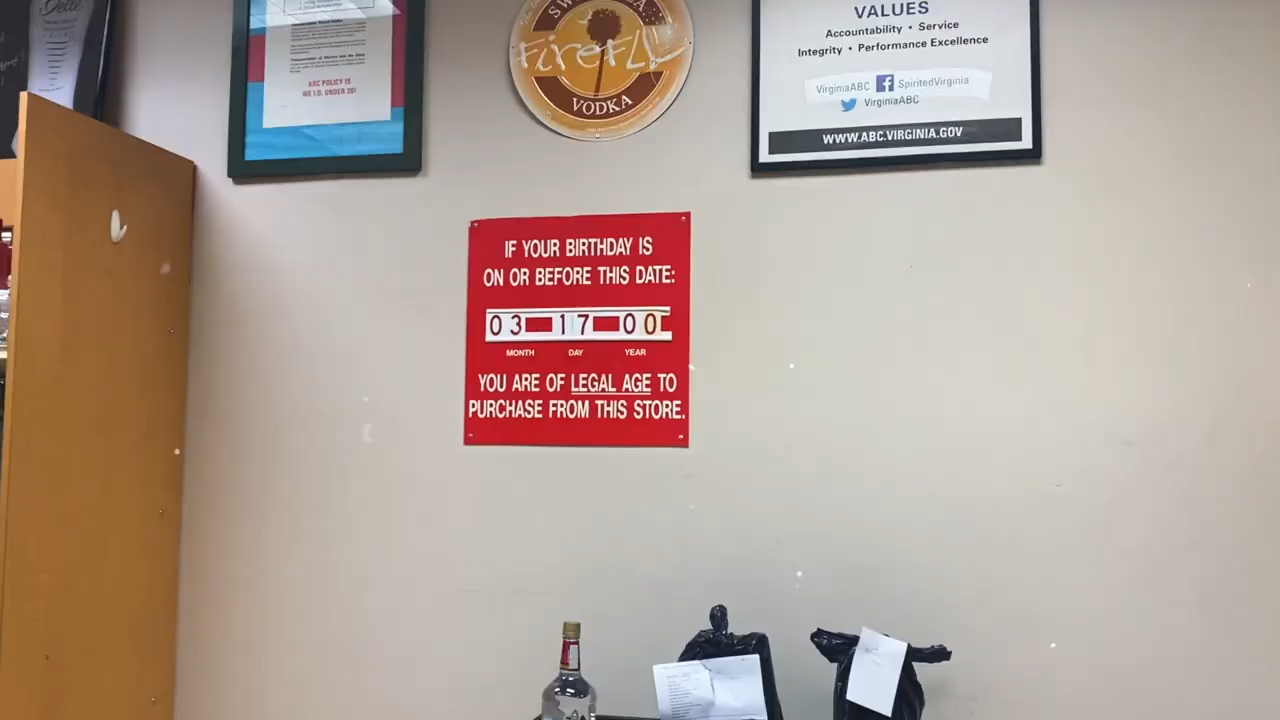 Belle
ABC POLICY IS
WE I.D. UNDER 30!
FIREFLY
VODKA
VALUES
Accountability • Service
Integrity • Performance Excellence
VirginiaABC f SpiritedVirginia
VirginiaABC
WWW.ABC.VIRGINIA.GOV
IF YOUR BIRTHDAY IS
ON OR BEFORE THIS DATE:
03 17 00
MONTH DAY YEAR
YOU ARE OF LEGAL AGE TO
PURCHASE FROM THIS STORE.